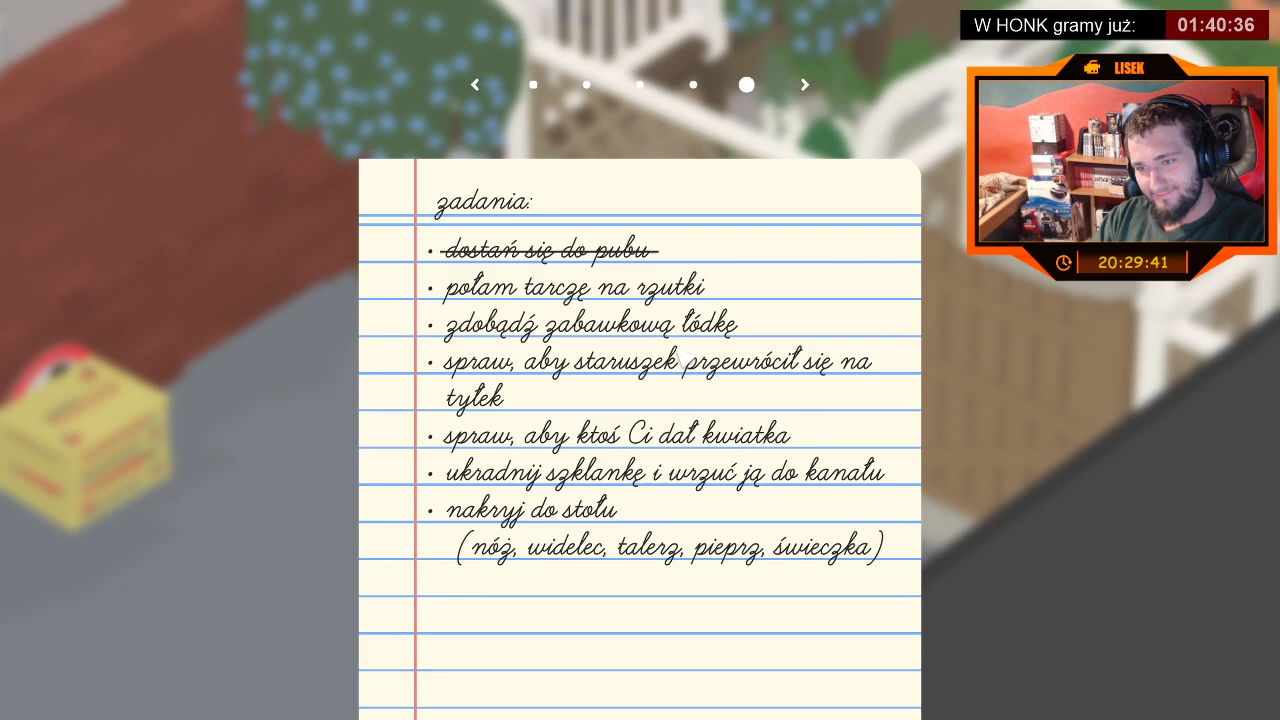 W HONK gramy już: 01:40:36
LISEK
20:29:41
zadania:
• dostań się do pubu
• połam tarczę na rzutki
• zdobądź zabawkową łódkę
• spraw, aby staruszek przewrócił się na
tyłek
• spraw, aby ktoś Ci dał kwiatka
• ukradnij szklankę i wrzuć ją do kanału
• nakryj do stołu
(nóż, widelec, talerz, pieprz, świeczka)